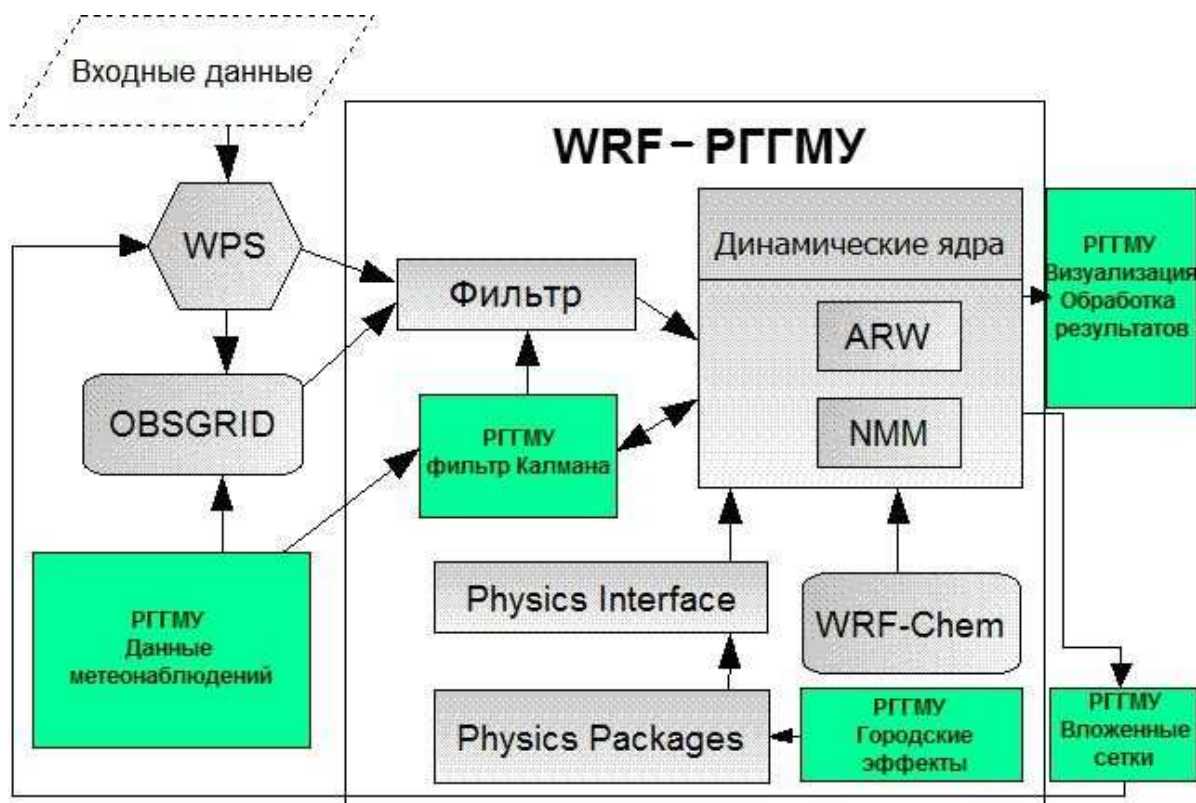 Входные данные
WRF – РГГМУ
WPS
Динамические ядра
РГГМУ
Визуализация
Обработка
результатов
Фильтр
ARW
OBSGRID
РГГМУ
фильтр Калмана
NMM
Physics Interface
WRF-Chem
РГГМУ
Данные
метеонаблюдений
Physics Packages
РГГМУ
Городские
эффекты
РГГМУ
Вложенные
сетки